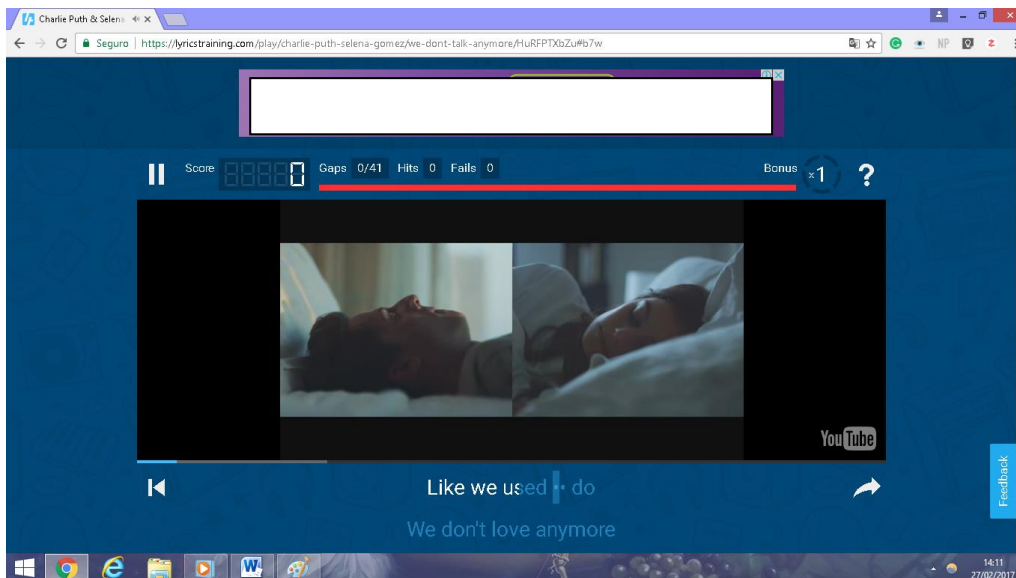 Charlie Puth & Selena
Seguro | https://lyricstraining.com/play/charlie-puth-selena-gomez/we-dont-talk-anymore/HuRFPTXbZu#b7w
NP
Score 0 Gaps 0/41 Hits 0 Fails 0 Bonus x1 ?
YouTube
Feedback
Like we used •• do
We don't love anymore
14:11
27/02/2017